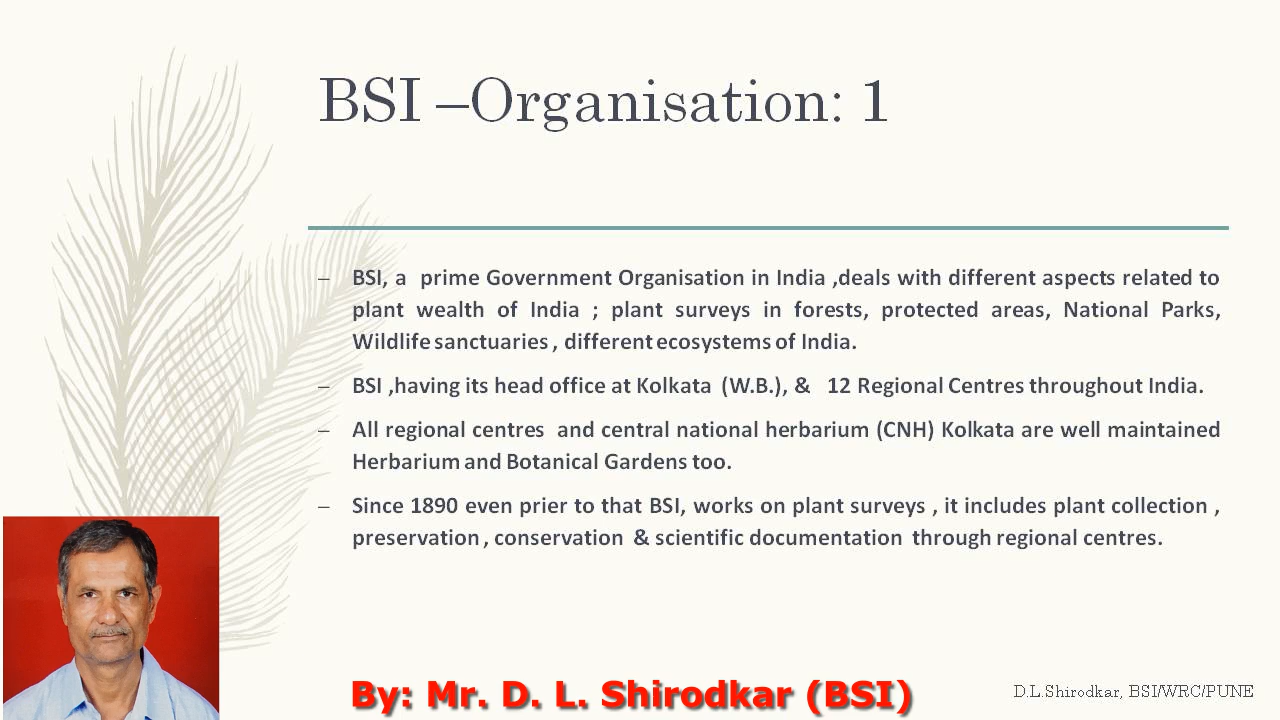 BSI –Organisation: 1
– BSI, a prime Government Organisation in India ,deals with different aspects related to
plant wealth of India ; plant surveys in forests, protected areas, National Parks,
Wildlife sanctuaries , different ecosystems of India.
– BSI ,having its head office at Kolkata (W.B.), & 12 Regional Centres throughout India.
– All regional centres and central national herbarium (CNH) Kolkata are well maintained
Herbarium and Botanical Gardens too.
– Since 1890 even prier to that BSI, works on plant surveys , it includes plant collection ,
preservation , conservation & scientific documentation through regional centres.
By: Mr. D. L. Shirodkar (BSI)
D.L.Shirodkar, BSI/WRC/PUNE